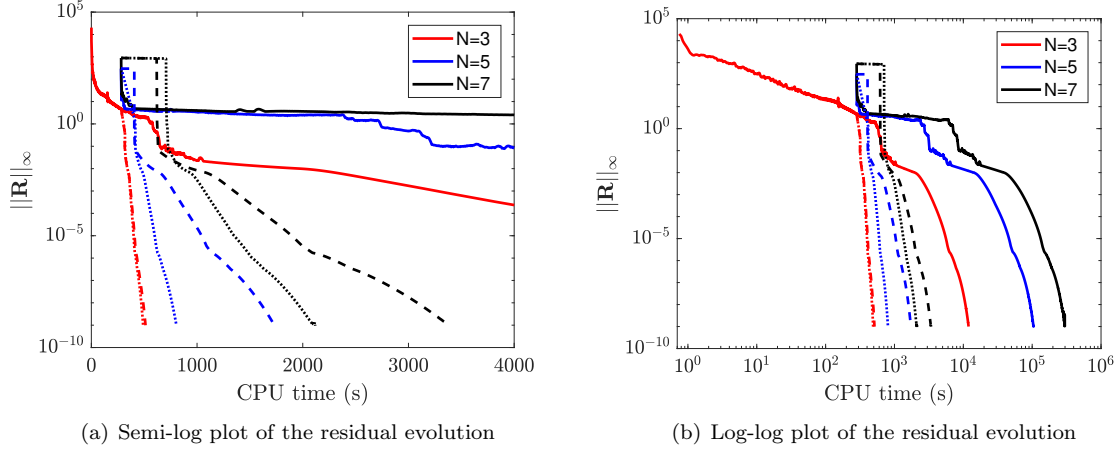 10^5
10^0
10^{-5}
10^{-10}
||R||_∞
0 1000 2000 3000 4000
CPU time (s)
N=3
N=5
N=7
(a) Semi-log plot of the residual evolution
10^5
10^0
10^{-5}
10^{-10}
||R||_∞
10^0 10^1 10^2 10^3 10^4 10^5 10^6
CPU time (s)
N=3
N=5
N=7
(b) Log-log plot of the residual evolution